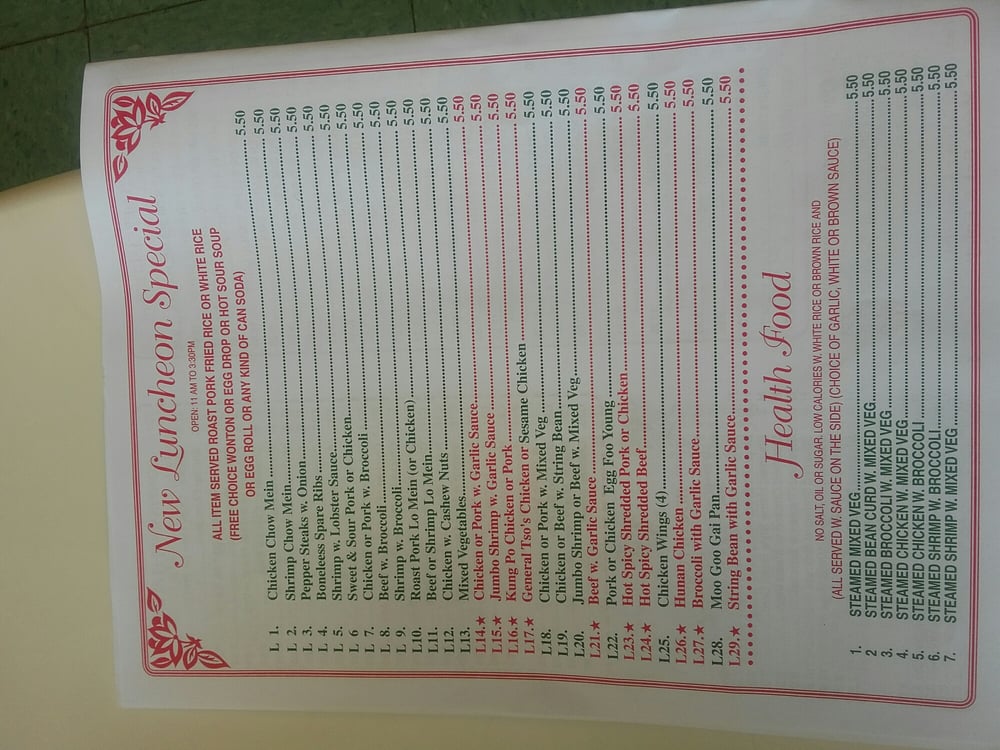 New Luncheon Special
OPEN: 11 AM TO 3:30PM
ALL ITEM SERVED ROAST PORK FRIED RICE OR WHITE RICE
(FREE CHOICE WONTON OR EGG DROP OR HOT SOUR SOUP
OR EGG ROLL OR ANY KIND OF CAN SODA)
L 1. Chicken Chow Mein 5.50
L 2. Shrimp Chow Mein 5.50
L 3. Pepper Steaks w. Onion 5.50
L 4. Boneleess Spare Ribs 5.50
L 5. Shrimp w. Lobster Sauce 5.50
L 6 Sweet & Sour Pork or Chicken 5.50
L 7. Chicken or Pork w. Broccoli 5.50
L 8. Beef w. Broccoli 5.50
L 9. Shrimp w. Broccoli 5.50
L10. Roast Pork Lo Mein (or Chicken) 5.50
L11. Beef or Shrimp Lo Mein 5.50
L12. Chicken w. Cashew Nuts 5.50
L13. Mixed Vegetables 5.50
L14.★ Chicken or Pork w. Garlic Sauce 5.50
L15.★ Jumbo Shrimp w. Garlic Sauce 5.50
L16.★ Kung Po Chicken or Pork 5.50
L17.★ General Tso's Chicken or Sesame Chicken 5.50
L18. Chicken or Pork w. Mixed Veg 5.50
L19. Chicken or Beef w. String Bean 5.50
L20. Jumbo Shrimp or Beef w. Mixed Veg 5.50
L21.★ Beef w. Garlic Sauce 5.50
L22. Pork or Chicken Egg Foo Young 5.50
L23.★ Hot Spicy Shredded Pork or Chicken 5.50
L24.★ Hot Spicy Shredded Beef 5.50
L25. Chicken Wings (4) 5.50
L26.★ Hunan Chicken 5.50
L27.★ Broccoli with Garlic Sauce 5.50
L28. Moo Goo Gai Pan 5.50
L29.★ String Bean with Garlic Sauce 5.50
Health Food
NO SALT, OIL OR SUGAR. LOW CALORIES W. WHITE RICE OR BROWN RICE AND
(ALL SERVED W. SAUCE ON THE SIDE) (CHOICE OF GARLIC, WHITE OR BROWN SAUCE)
1. STEAMED MIXED VEG 5.50
2 STEAMED BEAN CURD W. MIXED VEG 5.50
3. STEAMED BROCCOLI W. MIXED VEG 5.50
4. STEAMED CHICKEN W. MIXED VEG 5.50
5. STEAMED CHICKEN W. BROCCOLI 5.50
6. STEAMED SHRIMP W. BROCCOLI 5.50
7. STEAMED SHRIMP W. MIXED VEG 5.50